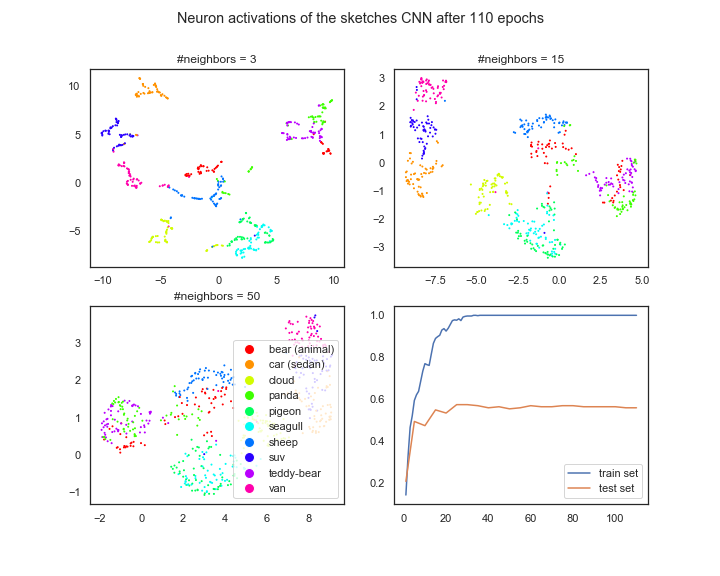 Neuron activations of the sketches CNN after 110 epochs
#neighbors = 3
10
5
0
−5
−10 −5 0 5 10
#neighbors = 15
3
2
1
0
−1
−2
−3
−7.5 −5.0 −2.5 0.0 2.5 5.0
#neighbors = 50
3
2
1
0
−1
−2 0 2 4 6 8
bear (animal)
car (sedan)
cloud
panda
pigeon
seagull
sheep
suv
teddy-bear
van
1.0
0.8
0.6
0.4
0.2
0 20 40 60 80 100
train set
test set